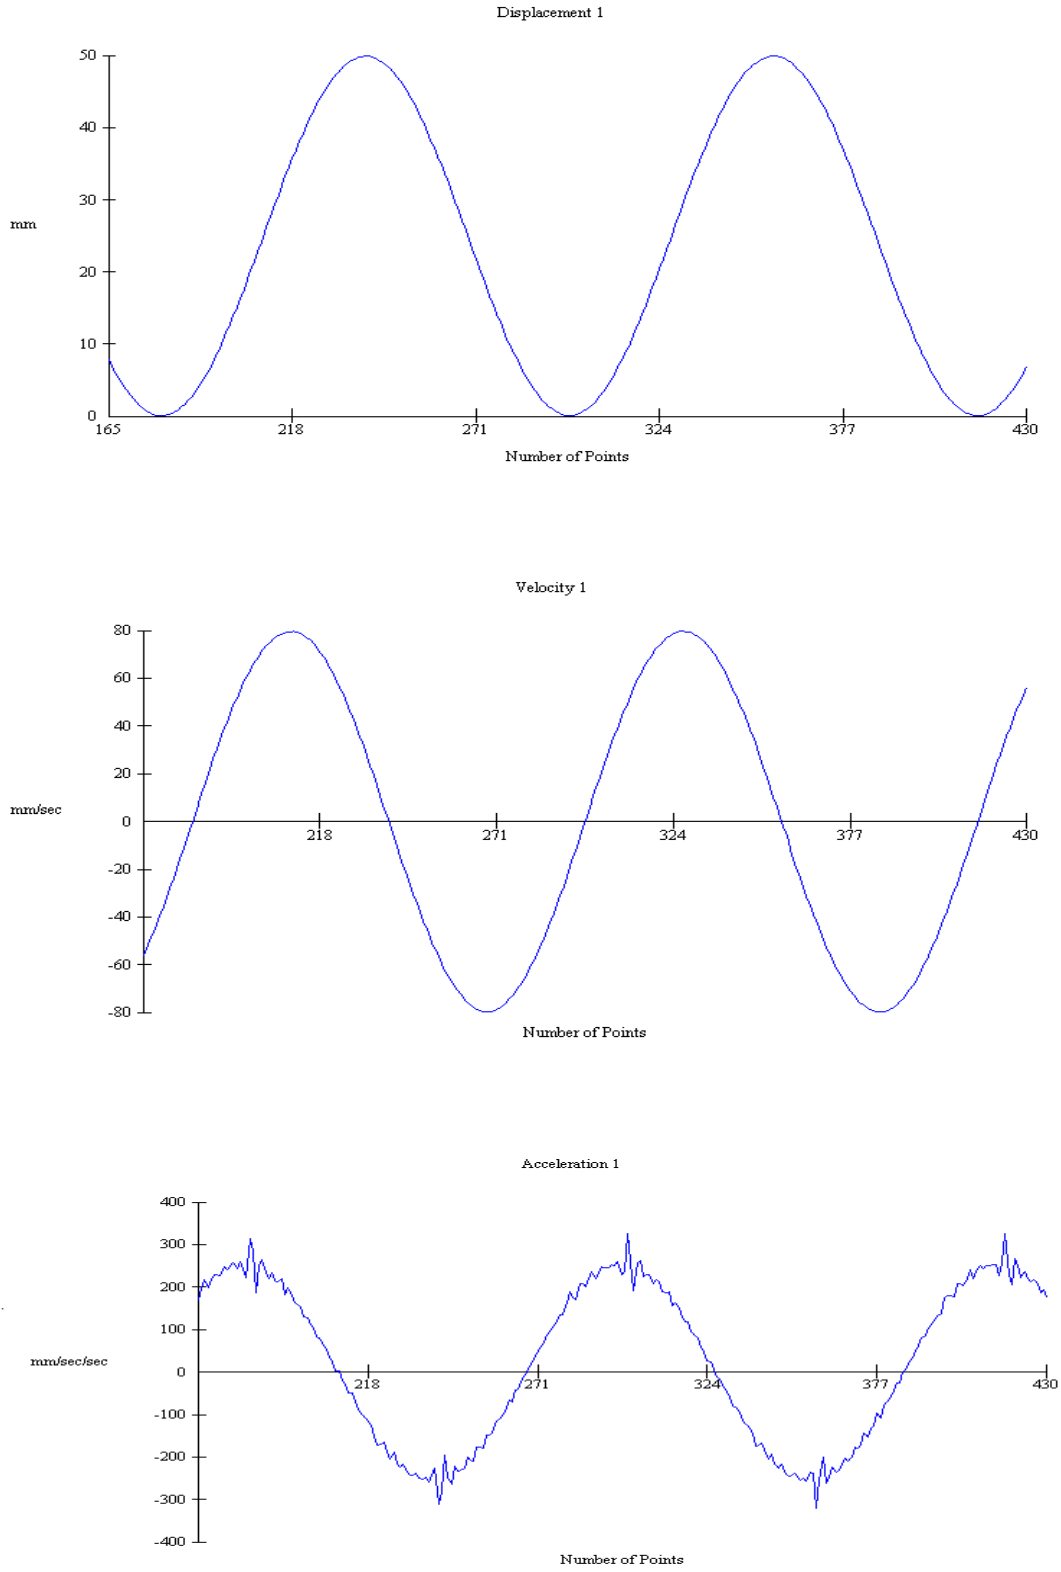 Displacement 1
50
40
30
mm
20
10
0
165 218 271 324 377 430
Number of Points
Velocity 1
80
60
40
20
mm/sec
0
218 271 324 377 430
-20
-40
-60
-80
Number of Points
Acceleration 1
400
300
200
100
mm/sec/sec
0
218 271 324 377 430
-100
-200
-300
-400
Number of Points